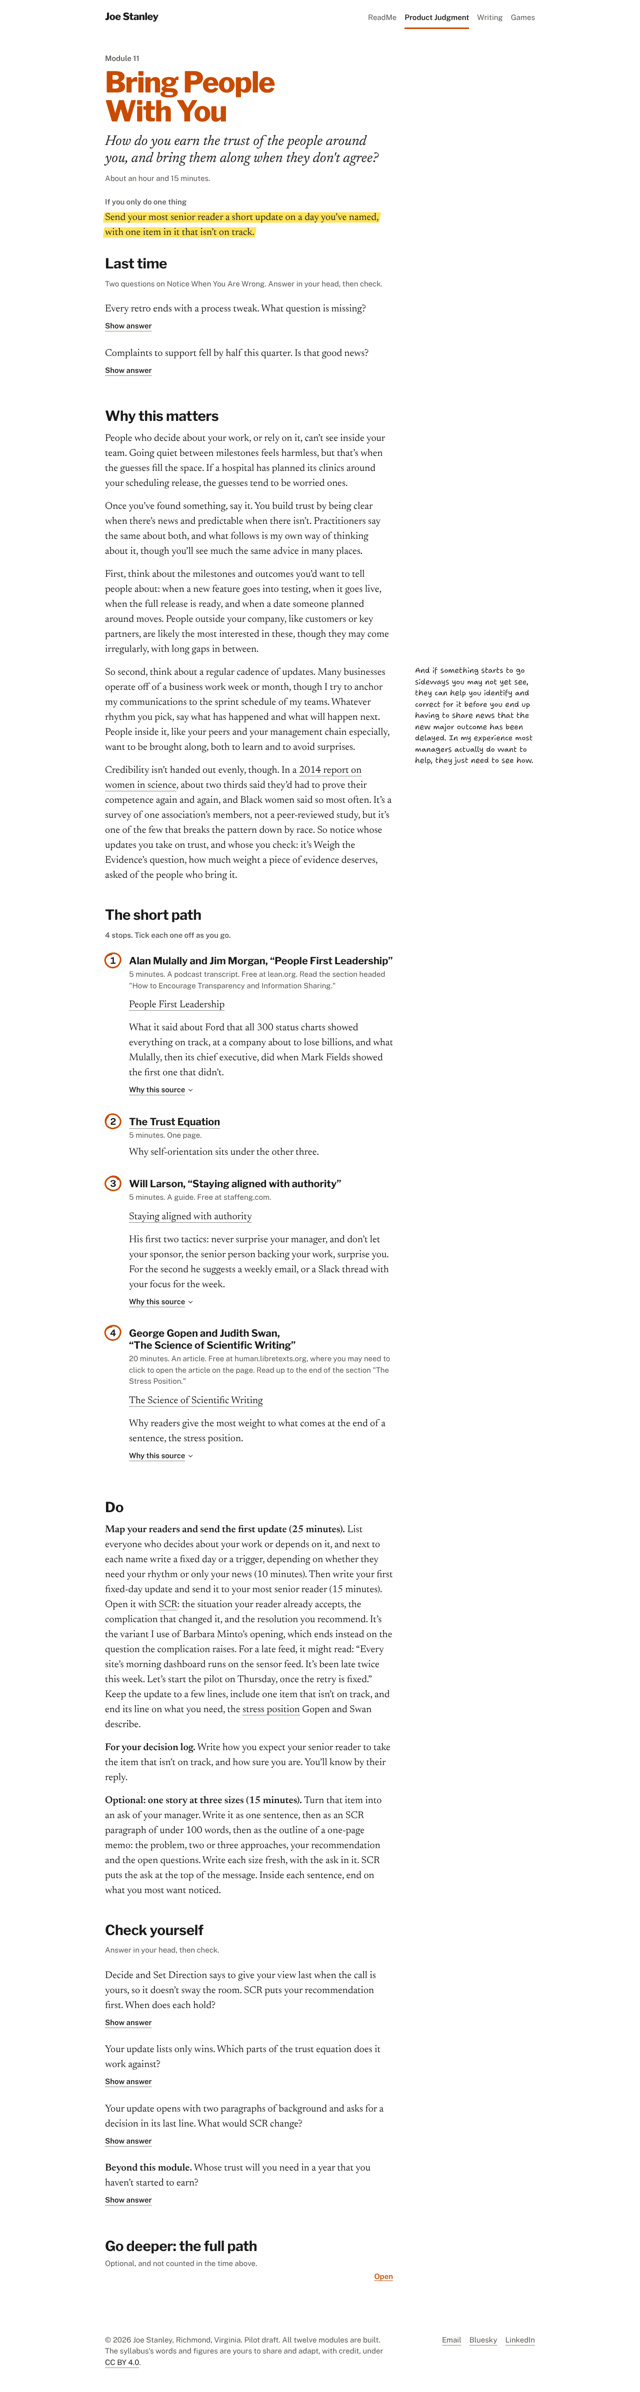 Joe Stanley
ReadMe Product Judgment Writing Games
Module 11
Bring People
With You
How do you earn the trust of the people around
you, and bring them along when they don't agree?
About an hour and 15 minutes.
If you only do one thing
Send your most senior reader a short update on a day you've named,
with one item in it that isn't on track.
Last time
Two questions on Notice When You Are Wrong. Answer in your head, then check.
Every retro ends with a process tweak. What question is missing?
Show answer
Complaints to support fell by half this quarter. Is that good news?
Show answer
Why this matters
People who decide about your work, or rely on it, can't see inside your
team. Going quiet between milestones feels harmless, but that's when
the guesses fill the space. If a hospital has planned its clinics around
your scheduling release, the guesses tend to be worried ones.
Once you've found something, say it. You build trust by being clear
when there's news and predictable when there isn't. Practitioners say
the same about both, and what follows is my own way of thinking
about it, though you'll see much the same advice in many places.
First, think about the milestones and outcomes you'd want to tell
people about: when a new feature goes into testing, when it goes live,
when the full release is ready, and when a date someone planned
around moves. People outside your company, like customers or key
partners, are likely the most interested in these, though they may come
irregularly, with long gaps in between.
So second, think about a regular cadence of updates. Many businesses
operate off of a business work week or month, though I try to anchor
my communications to the sprint schedule of my teams. Whatever
rhythm you pick, say what has happened and what will happen next.
People inside it, like your peers and your management chain especially,
want to be brought along, both to learn and to avoid surprises.
And if something starts to go
sideways you may not yet see,
they can help you identify and
correct for it before you end up
having to share news that the
new major outcome has been
delayed. In my experience most
managers actually do want to
help, they just need to see how.
Credibility isn't handed out evenly, though. In a 2014 report on
women in science, about two thirds said they'd had to prove their
competence again and again, and Black women said so most often. It's a
survey of one association's members, not a peer-reviewed study, but it's
one of the few that breaks the pattern down by race. So notice whose
updates you take on trust, and whose you check: it's Weigh the
Evidence's question, how much weight a piece of evidence deserves,
asked of the people who bring it.
The short path
4 stops. Tick each one off as you go.
1 Alan Mulally and Jim Morgan, “People First Leadership”
5 minutes. A podcast transcript. Free at lean.org. Read the section headed
"How to Encourage Transparency and Information Sharing."
People First Leadership
What it said about Ford that all 300 status charts showed
everything on track, at a company about to lose billions, and what
Mulally, then its chief executive, did when Mark Fields showed
the first one that didn't.
Why this source
2 The Trust Equation
5 minutes. One page.
Why self-orientation sits under the other three.
3 Will Larson, “Staying aligned with authority”
5 minutes. A guide. Free at staffeng.com.
Staying aligned with authority
His first two tactics: never surprise your manager, and don't let
your sponsor, the senior person backing your work, surprise you.
For the second he suggests a weekly email, or a Slack thread with
your focus for the week.
Why this source
4 George Gopen and Judith Swan,
“The Science of Scientific Writing”
20 minutes. An article. Free at human.libretexts.org, where you may need to
click to open the article on the page. Read up to the end of the section "The
Stress Position."
The Science of Scientific Writing
Why readers give the most weight to what comes at the end of a
sentence, the stress position.
Why this source
Do
Map your readers and send the first update (25 minutes). List
everyone who decides about your work or depends on it, and next to
each name write a fixed day or a trigger, depending on whether they
need your rhythm or only your news (10 minutes). Then write your first
fixed-day update and send it to your most senior reader (15 minutes).
Open it with SCR: the situation your reader already accepts, the
complication that changed it, and the resolution you recommend. It's
the variant I use of Barbara Minto's opening, which ends instead on the
question the complication raises. For a late feed, it might read: “Every
site's morning dashboard runs on the sensor feed. It's been late twice
this week. Let's start the pilot on Thursday, once the retry is fixed.”
Keep the update to a few lines, include one item that isn't on track, and
end its line on what you need, the stress position Gopen and Swan
describe.
For your decision log. Write how you expect your senior reader to take
the item that isn't on track, and how sure you are. You'll know by their
reply.
Optional: one story at three sizes (15 minutes). Turn that item into
an ask of your manager. Write it as one sentence, then as an SCR
paragraph of under 100 words, then as the outline of a one-page
memo: the problem, two or three approaches, your recommendation
and the open questions. Write each size fresh, with the ask in it. SCR
puts the ask at the top of the message. Inside each sentence, end on
what you most want noticed.
Check yourself
Answer in your head, then check.
Decide and Set Direction says to give your view last when the call is
yours, so it doesn't sway the room. SCR puts your recommendation
first. When does each hold?
Show answer
Your update lists only wins. Which parts of the trust equation does it
work against?
Show answer
Your update opens with two paragraphs of background and asks for a
decision in its last line. What would SCR change?
Show answer
Beyond this module. Whose trust will you need in a year that you
haven't started to earn?
Show answer
Go deeper: the full path
Optional, and not counted in the time above.
Open
© 2026 Joe Stanley, Richmond, Virginia. Pilot draft. All twelve modules are built.
The syllabus's words and figures are yours to share and adapt, with credit, under
CC BY 4.0.
Email Bluesky LinkedIn